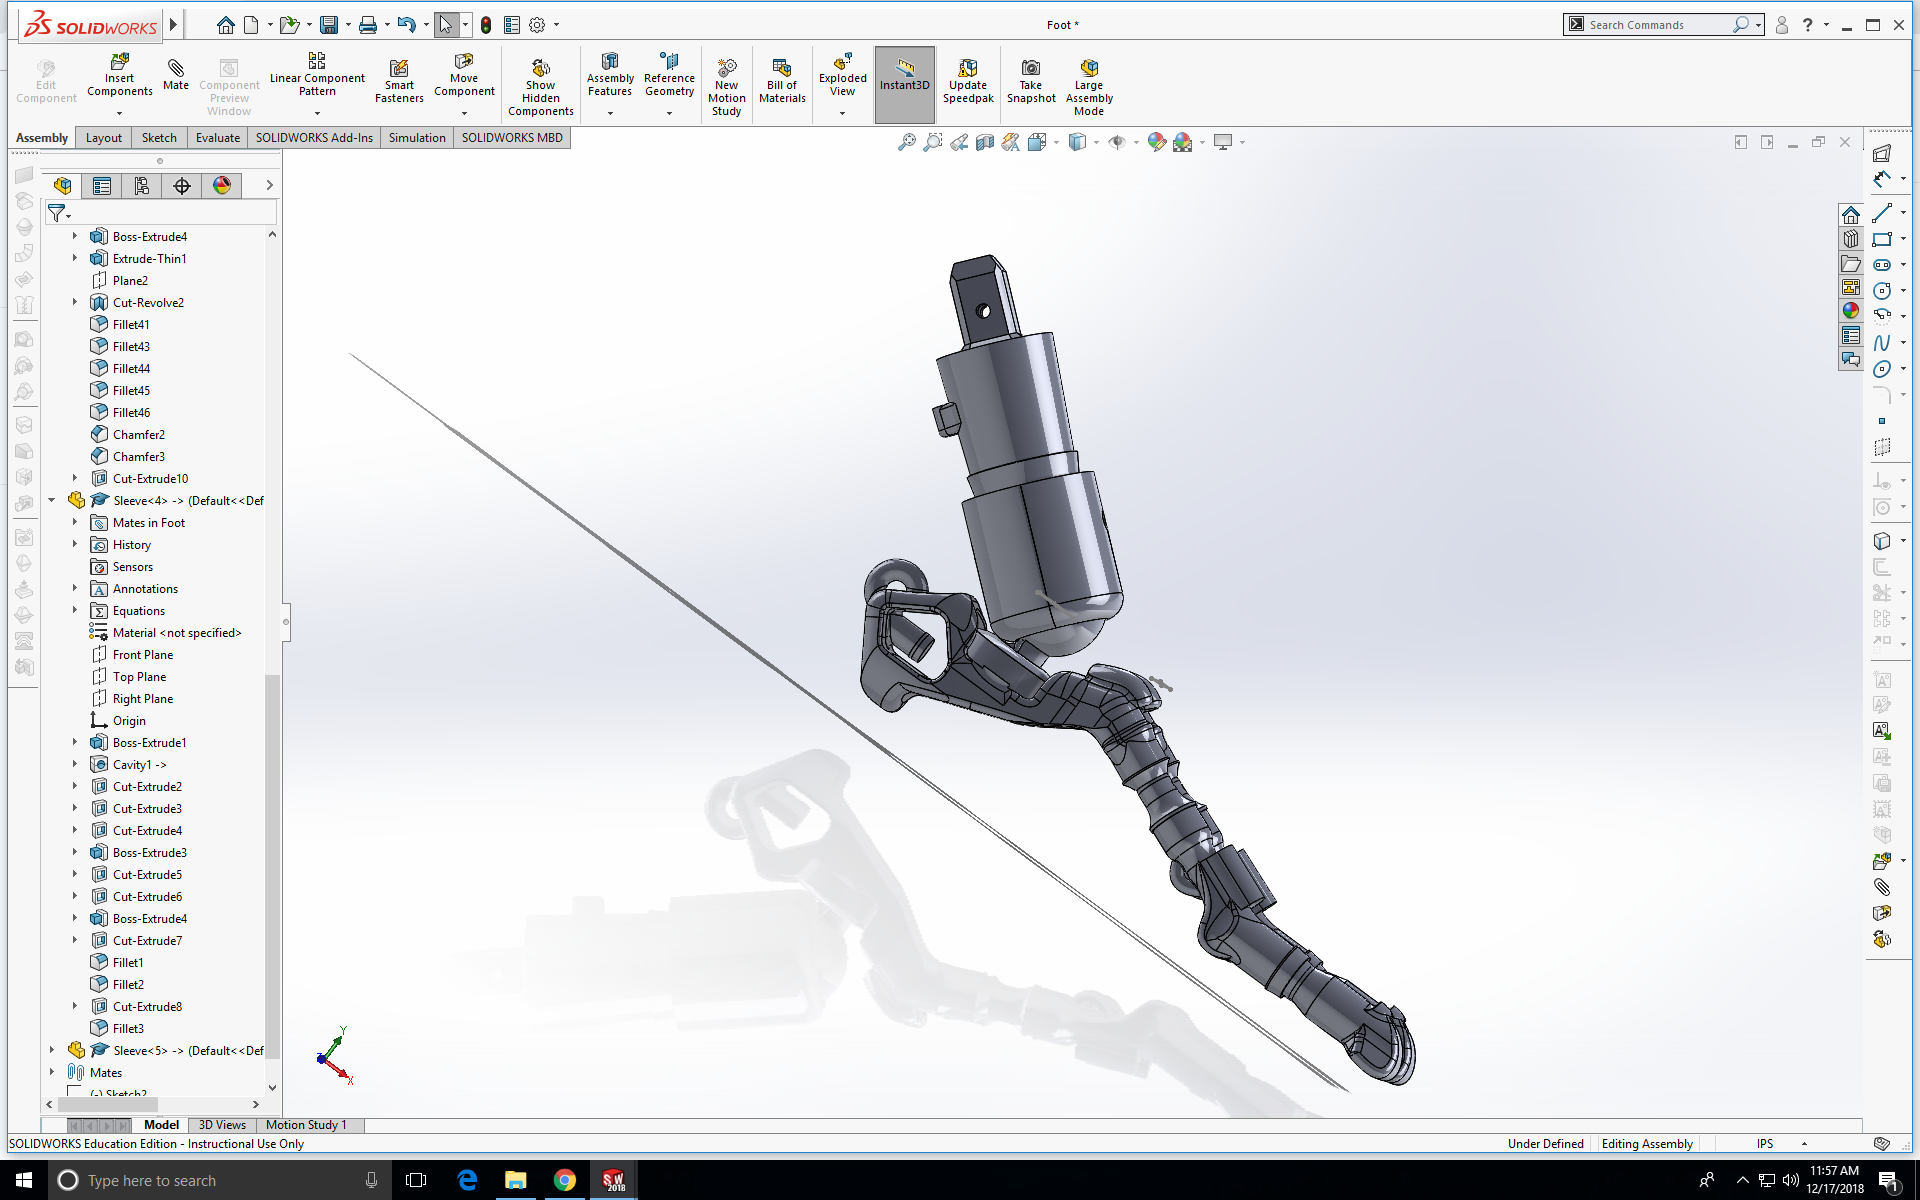 SOLIDWORKS
Foot *
Search Commands
Edit Component
Insert Components
Mate
Component Preview Window
Linear Component Pattern
Smart Fasteners
Move Component
Show Hidden Components
Assembly Features
Reference Geometry
New Motion Study
Bill of Materials
Exploded View
Instant3D
Update Speedpak
Take Snapshot
Large Assembly Mode
Assembly
Layout
Sketch
Evaluate
SOLIDWORKS Add-Ins
Simulation
SOLIDWORKS MBD
Boss-Extrude4
Extrude-Thin1
Plane2
Cut-Revolve2
Fillet41
Fillet43
Fillet44
Fillet45
Fillet46
Chamfer2
Chamfer3
Cut-Extrude10
Sleeve<4> -> (Default<<Def
Mates in Foot
History
Sensors
Annotations
Equations
Material <not specified>
Front Plane
Top Plane
Right Plane
Origin
Boss-Extrude1
Cavity1 ->
Cut-Extrude2
Cut-Extrude3
Cut-Extrude4
Boss-Extrude3
Cut-Extrude5
Cut-Extrude6
Boss-Extrude4
Cut-Extrude7
Fillet1
Fillet2
Cut-Extrude8
Fillet3
Sleeve<5> -> (Default<<Def
Mates
(-) Sketch2
Y
X
Z
Model
3D Views
Motion Study 1
SOLIDWORKS Education Edition - Instructional Use Only
Under Defined
Editing Assembly
IPS
Type here to search
SW 2018
11:57 AM
12/17/2018
1